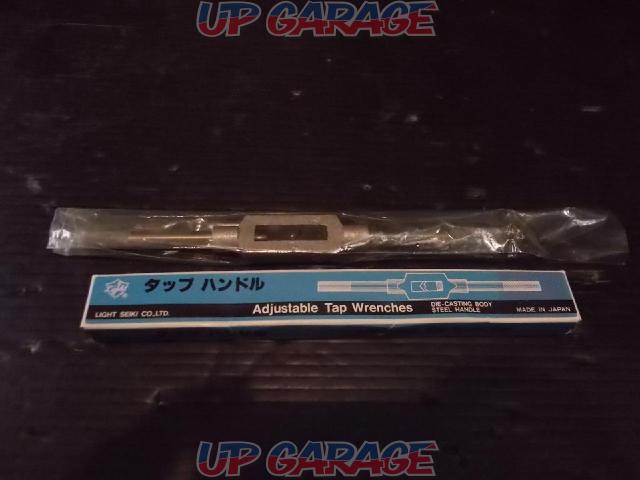 UP GARAGE
タップ ハンドル
LIGHT SEIKI CO.,LTD.
Adjustable Tap Wrenches
DIE-CASTING BODY
STEEL HANDLE
MADE IN JAPAN
UP GARAGE